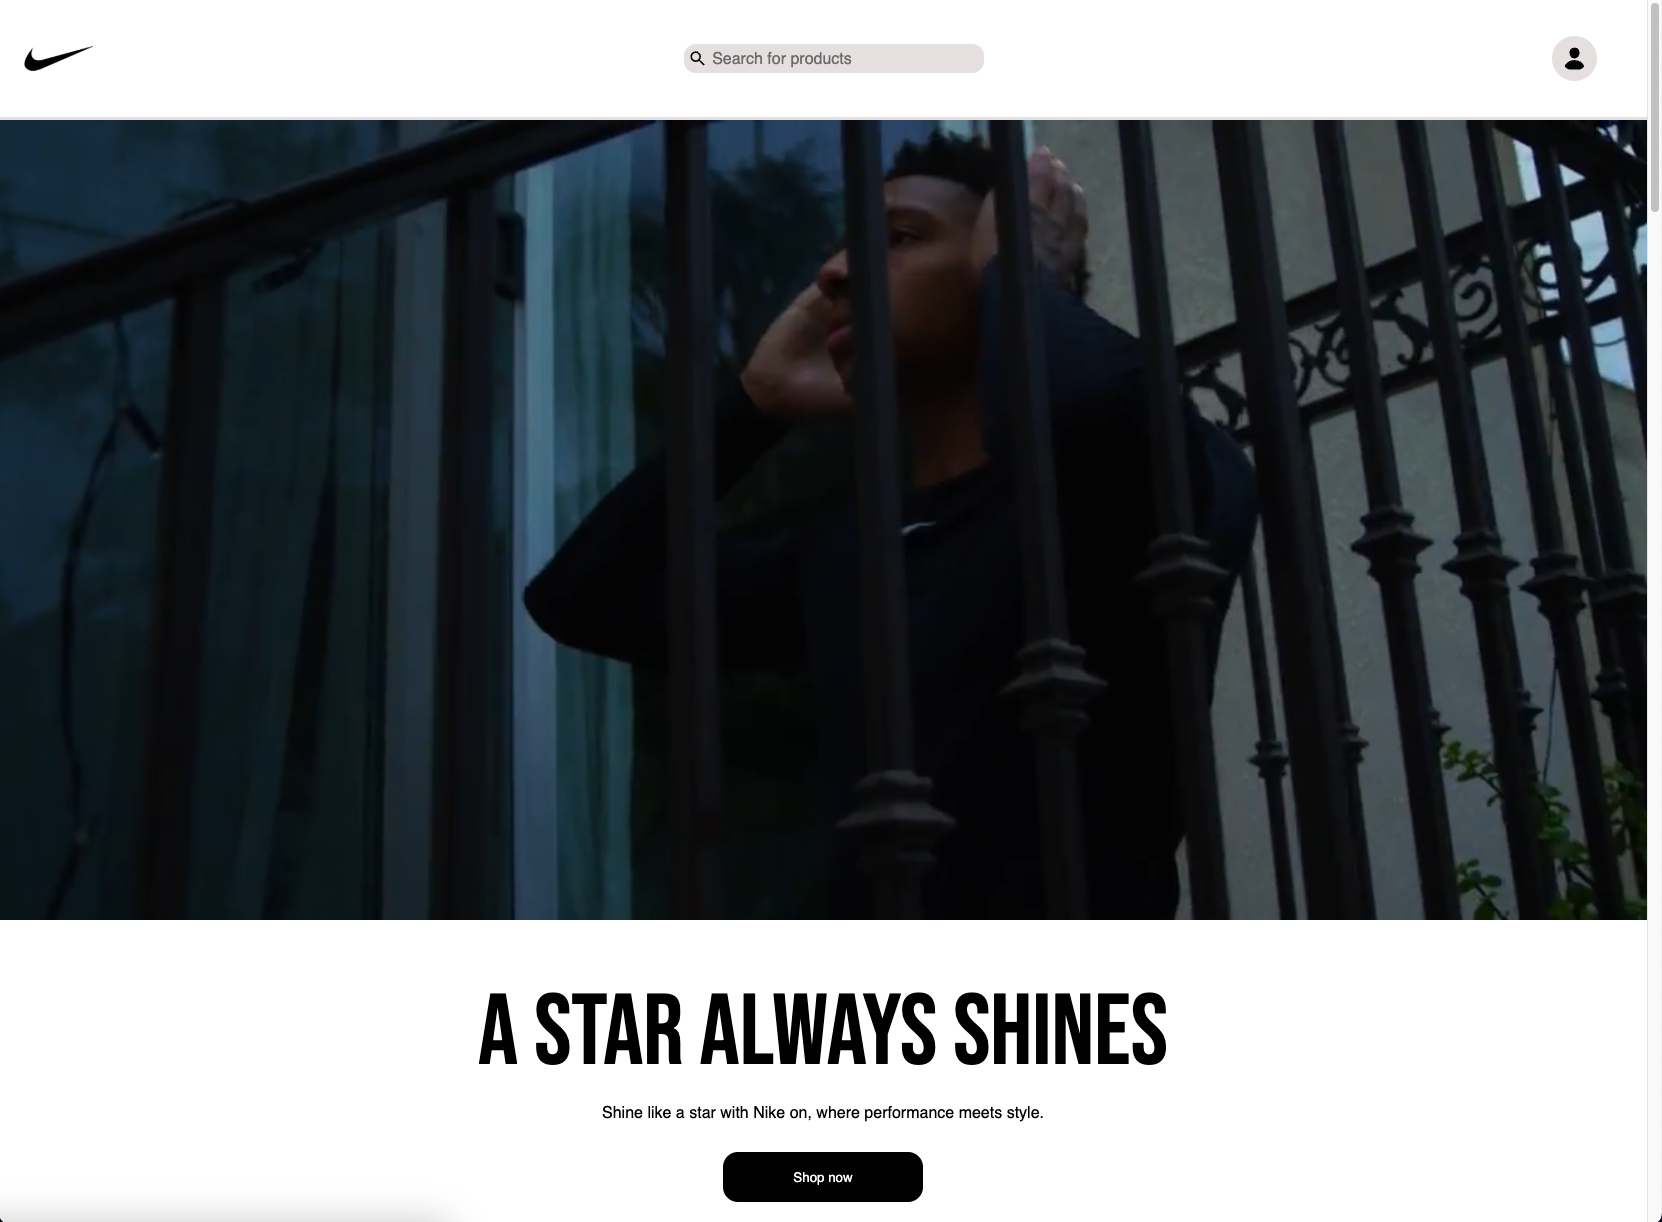 Search for products
A STAR ALWAYS SHINES
Shine like a star with Nike on, where performance meets style.
Shop now